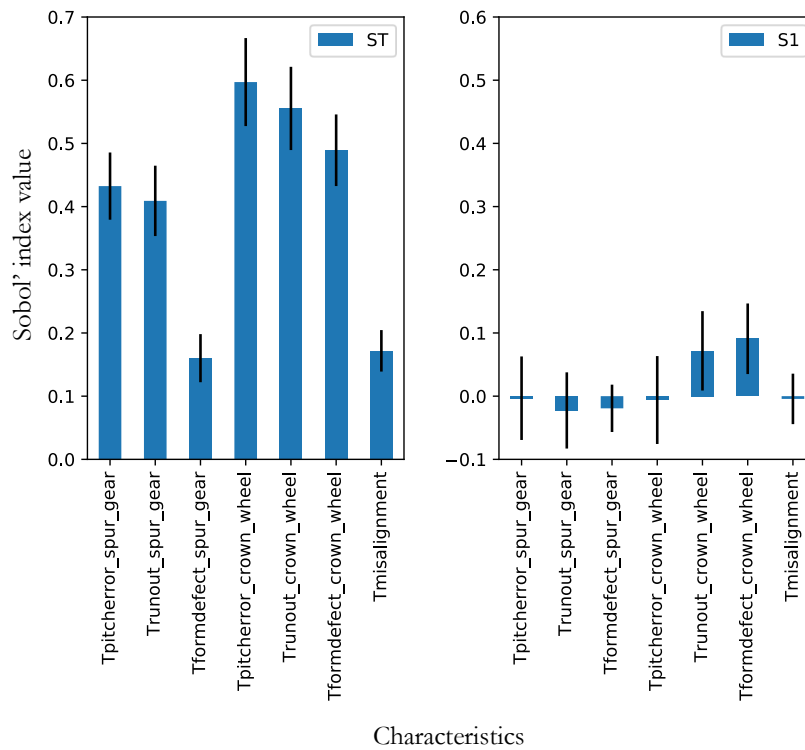 Sobol’ index value
0.7
0.6
0.5
0.4
0.3
0.2
0.1
0.0
ST
Tpitcherror_spur_gear
Trunout_spur_gear
Tformdefect_spur_gear
Tpitcherror_crown_wheel
Trunout_crown_wheel
Tformdefect_crown_wheel
Tmisalignment
0.6
0.5
0.4
0.3
0.2
0.1
0.0
−0.1
S1
Tpitcherror_spur_gear
Trunout_spur_gear
Tformdefect_spur_gear
Tpitcherror_crown_wheel
Trunout_crown_wheel
Tformdefect_crown_wheel
Tmisalignment
Characteristics